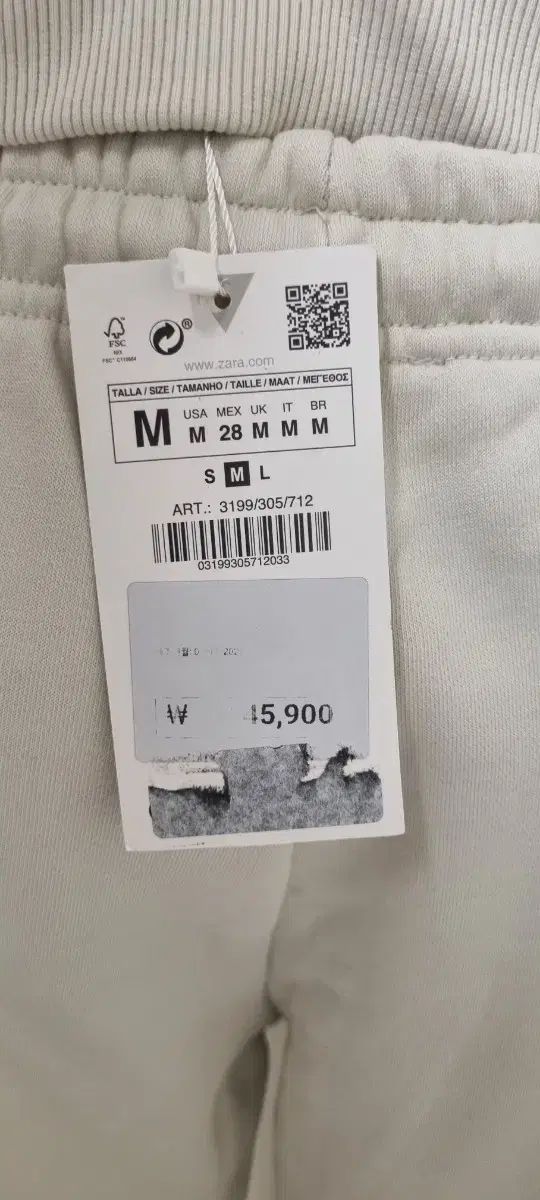 FSC
MIX
®
www.zara.com
TALLA / SIZE / TAMANHO / TAILLE / MAAT / ΜΕΓΕΘΟΣ
M
USA MEX UK IT BR
M 28 M M M
S M L
ART.: 3199/305/712
03199305712033
₩ 45,900